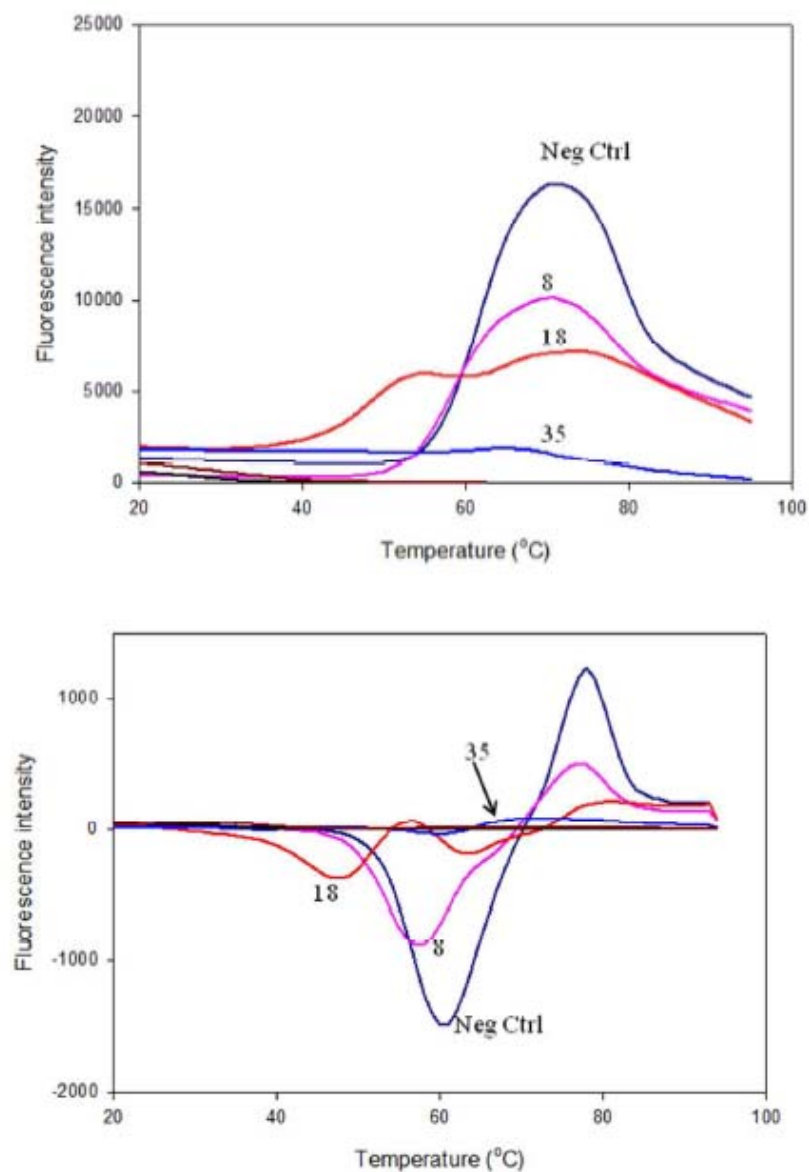 25000
20000
15000
10000
5000
0
Fluorescence intensity
Neg Ctrl
8
18
35
20 40 60 80 100
Temperature (°C)
1000
0
-1000
-2000
Fluorescence intensity
35
18
8
Neg Ctrl
20 40 60 80 100
Temperature (°C)